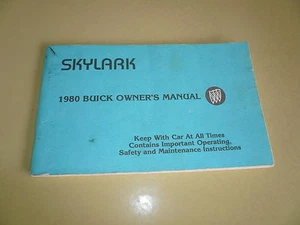 SKYLARK
1980 BUICK OWNER'S MANUAL
Keep With Car At All Times
Contains Important Operating,
Safety and Maintenance Instructions